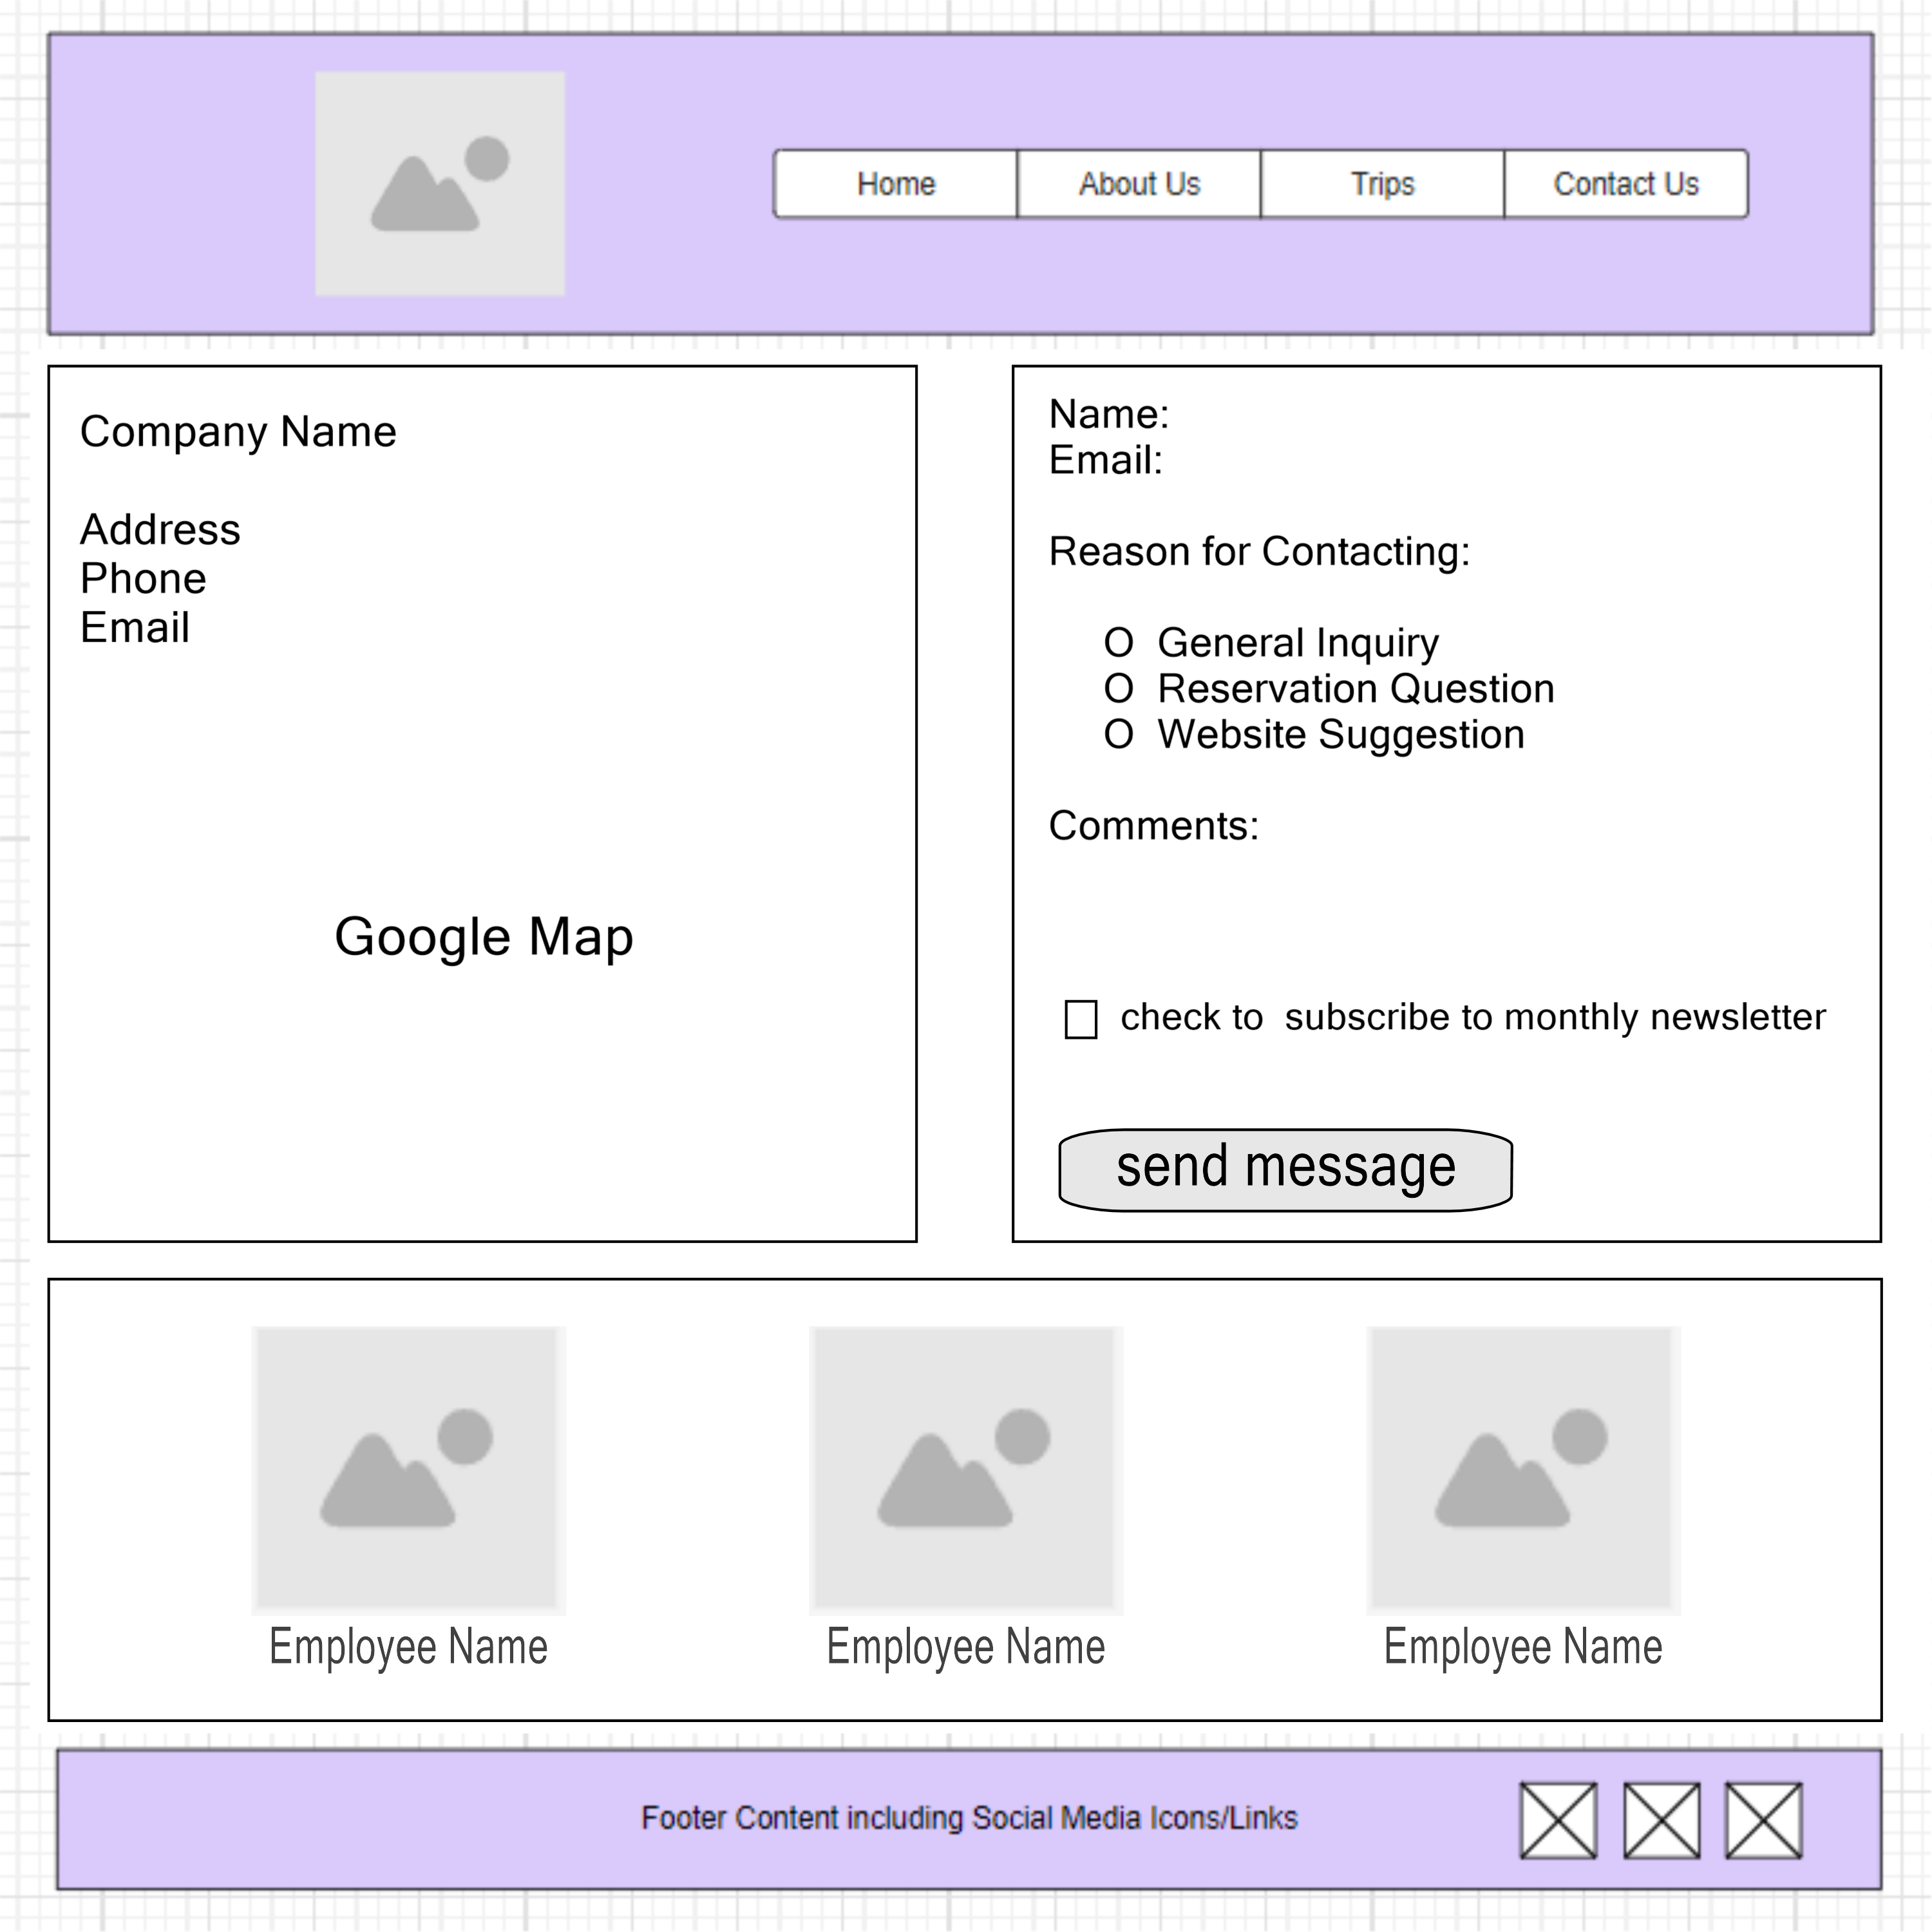 Home About Us Trips Contact Us
Company Name
Address
Phone
Email
Google Map
Name:
Email:
Reason for Contacting:
O General Inquiry
O Reservation Question
O Website Suggestion
Comments:
check to subscribe to monthly newsletter
send message
Employee Name Employee Name Employee Name
Footer Content including Social Media Icons/Links